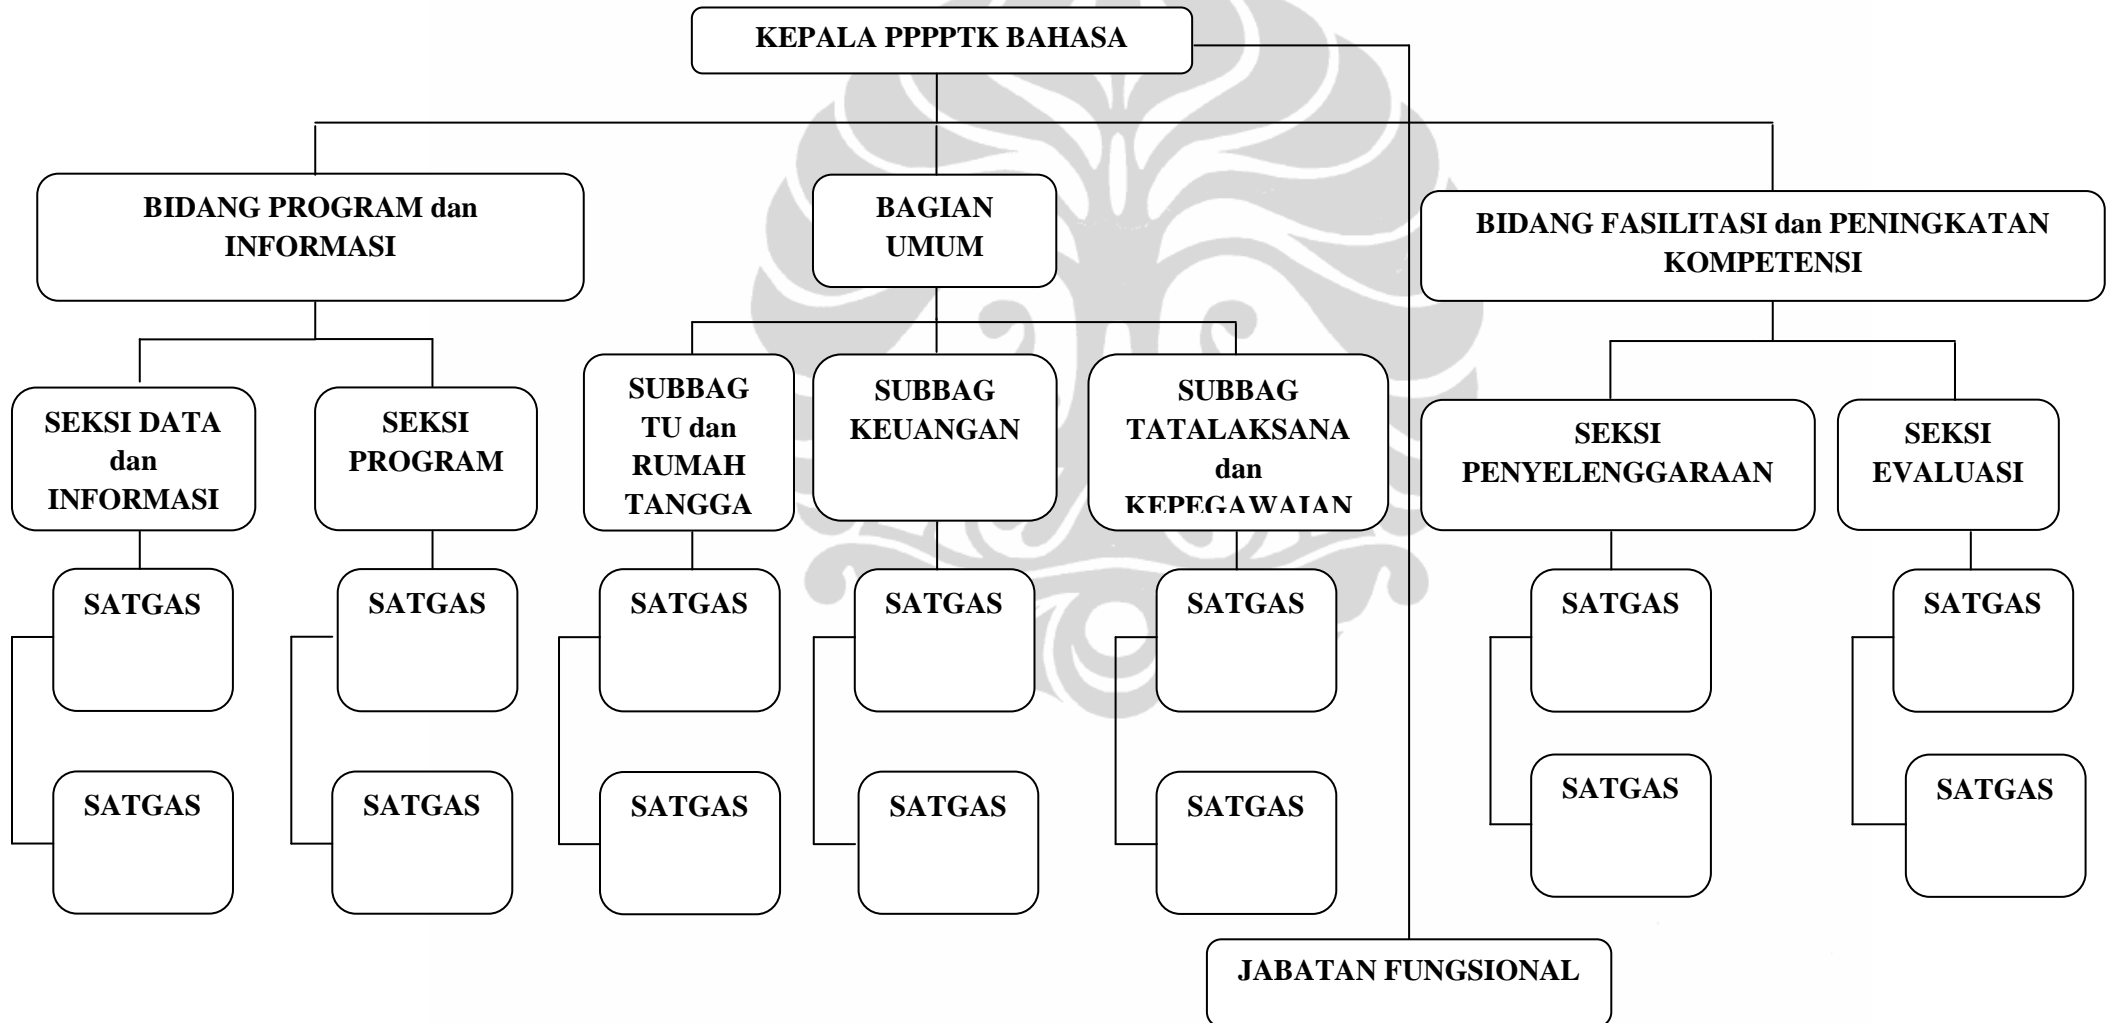 KEPALA PPPPTK BAHASA
BIDANG PROGRAM dan
INFORMASI
BAGIAN
UMUM
BIDANG FASILITASI dan PENINGKATAN
KOMPETENSI
SEKSI DATA
dan
INFORMASI
SEKSI
PROGRAM
SUBBAG
TU dan
RUMAH
TANGGA
SUBBAG
KEUANGAN
SUBBAG
TATALAKSANA
dan
KEPEGAWAIAN
SEKSI
PENYELENGGARAAN
SEKSI
EVALUASI
SATGAS
SATGAS
SATGAS
SATGAS
SATGAS
SATGAS
SATGAS
SATGAS
SATGAS
SATGAS
SATGAS
SATGAS
SATGAS
SATGAS
JABATAN FUNGSIONAL